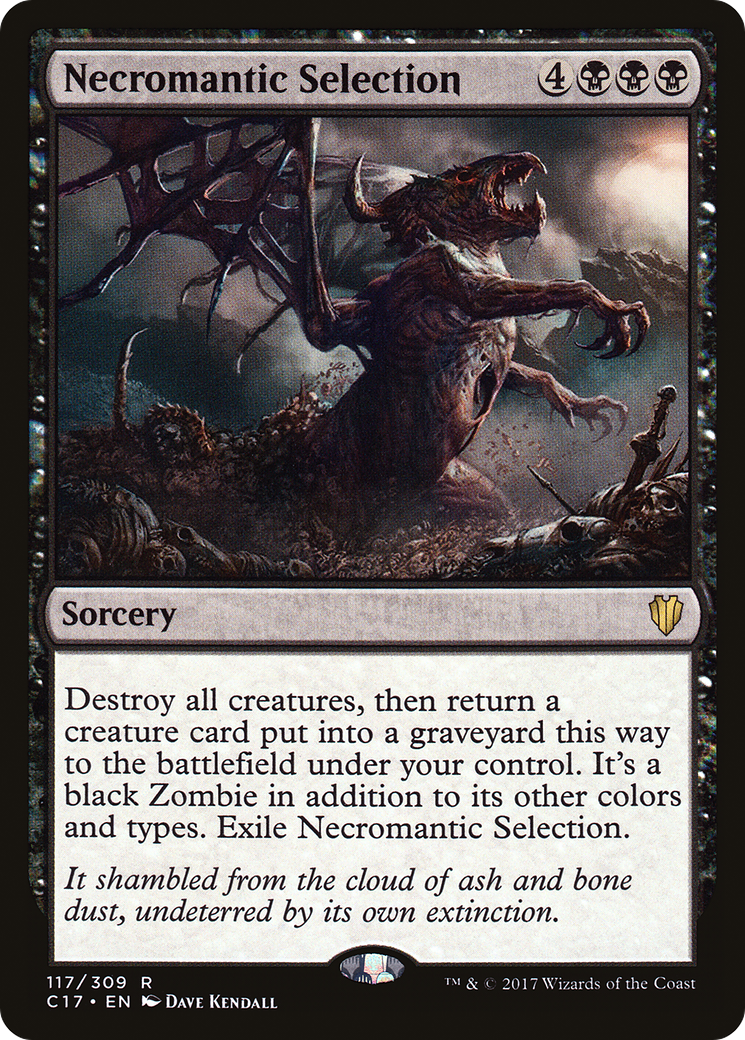 Necromantic Selection 4
Sorcery
Destroy all creatures, then return a
creature card put into a graveyard this way
to the battlefield under your control. It's a
black Zombie in addition to its other colors
and types. Exile Necromantic Selection.
It shambled from the cloud of ash and bone
dust, undeterred by its own extinction.
117/309 R
C17 • EN Dave Kendall
™ & © 2017 Wizards of the Coast